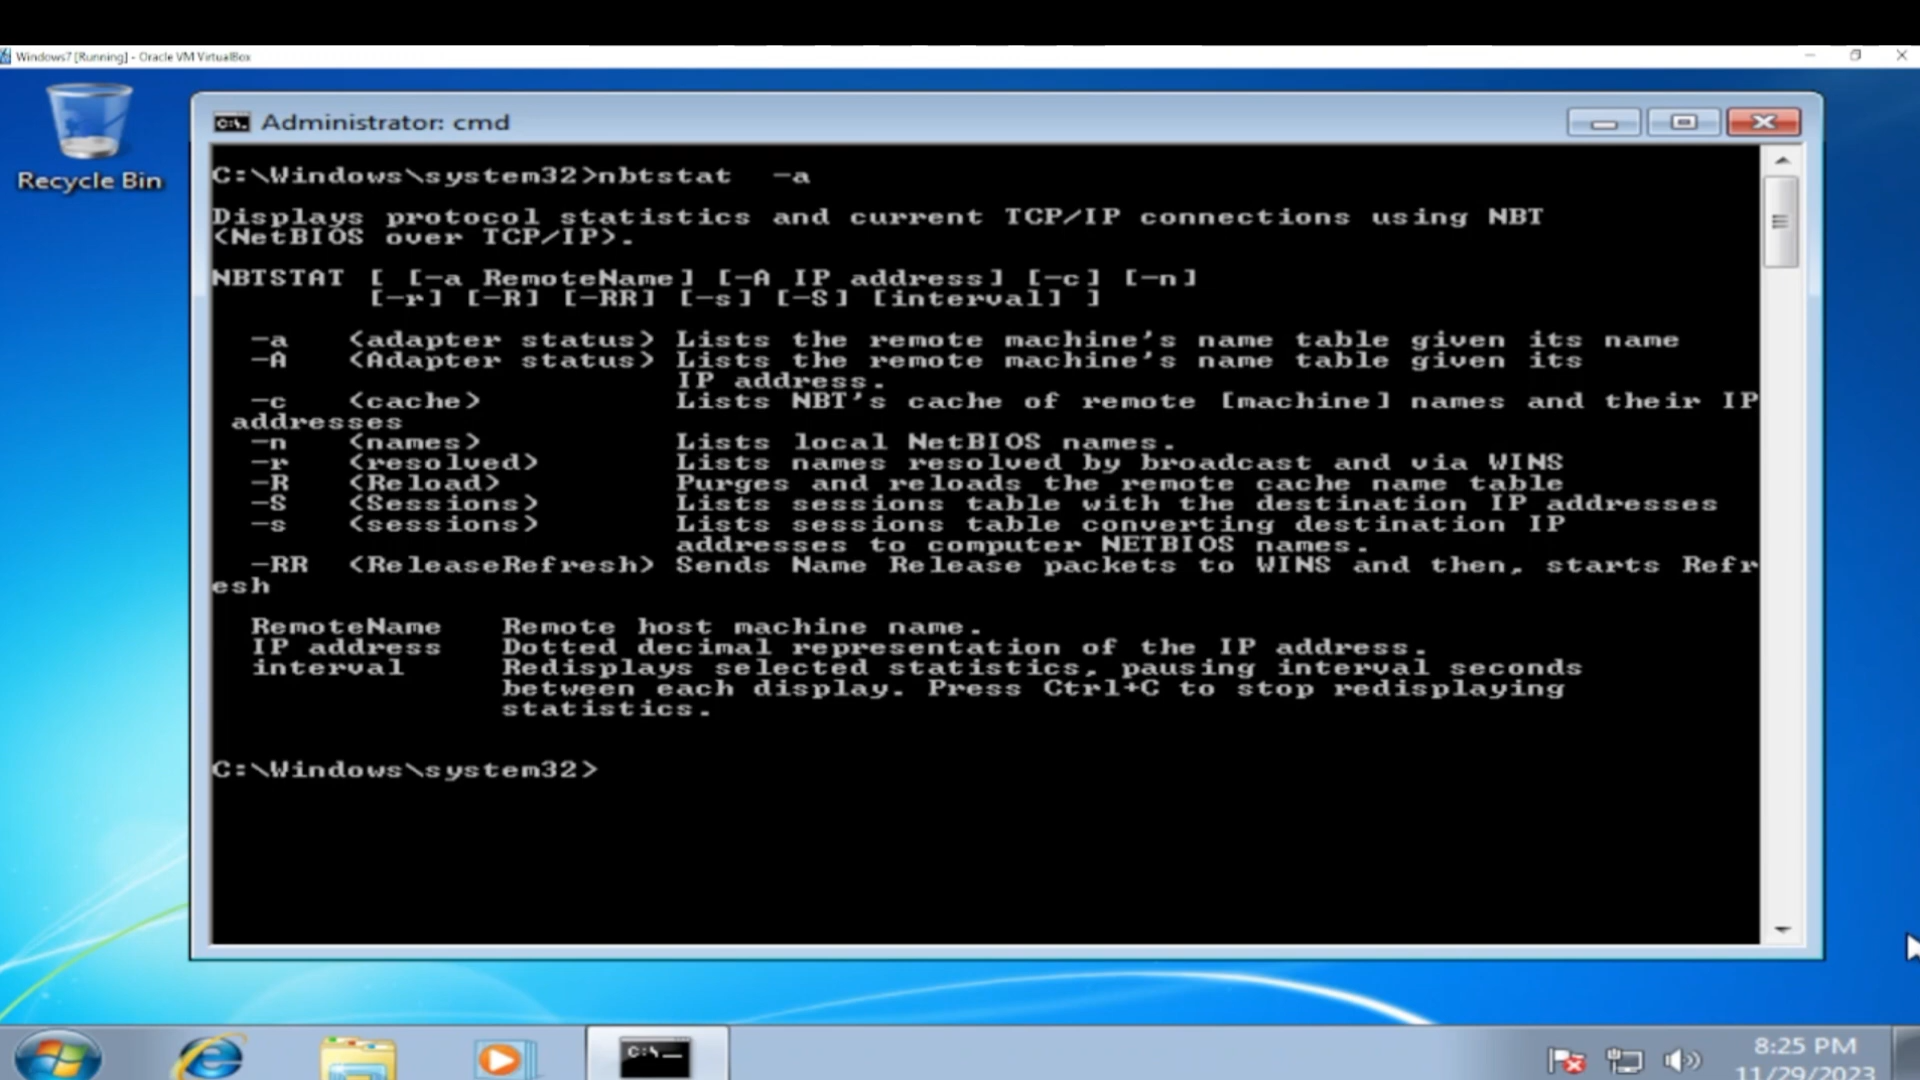 Windows7 [Running] - Oracle VM VirtualBox
Recycle Bin
Administrator: cmd
C:\Windows\system32>nbtstat  -a
Displays protocol statistics and current TCP/IP connections using NBT
(NetBIOS over TCP/IP).
NBTSTAT [ [-a RemoteName] [-A IP address] [-c] [-n]
[-r] [-R] [-RR] [-s] [-S] [interval] ]
-a   (adapter status) Lists the remote machine's name table given its name
-A   (Adapter status) Lists the remote machine's name table given its
IP address.
-c   (cache)          Lists NBT's cache of remote [machine] names and their IP
addresses
-n   (names)          Lists local NetBIOS names.
-r   (resolved)       Lists names resolved by broadcast and via WINS
-R   (Reload)         Purges and reloads the remote cache name table
-S   (Sessions)       Lists sessions table with the destination IP addresses
-s   (sessions)       Lists sessions table converting destination IP
addresses to computer NETBIOS names.
-RR  (ReleaseRefresh) Sends Name Release packets to WINS and then, starts Refr
esh
RemoteName   Remote host machine name.
IP address   Dotted decimal representation of the IP address.
interval     Redisplays selected statistics, pausing interval seconds
between each display. Press Ctrl+C to stop redisplaying
statistics.
C:\Windows\system32>
8:25 PM
11/29/2023